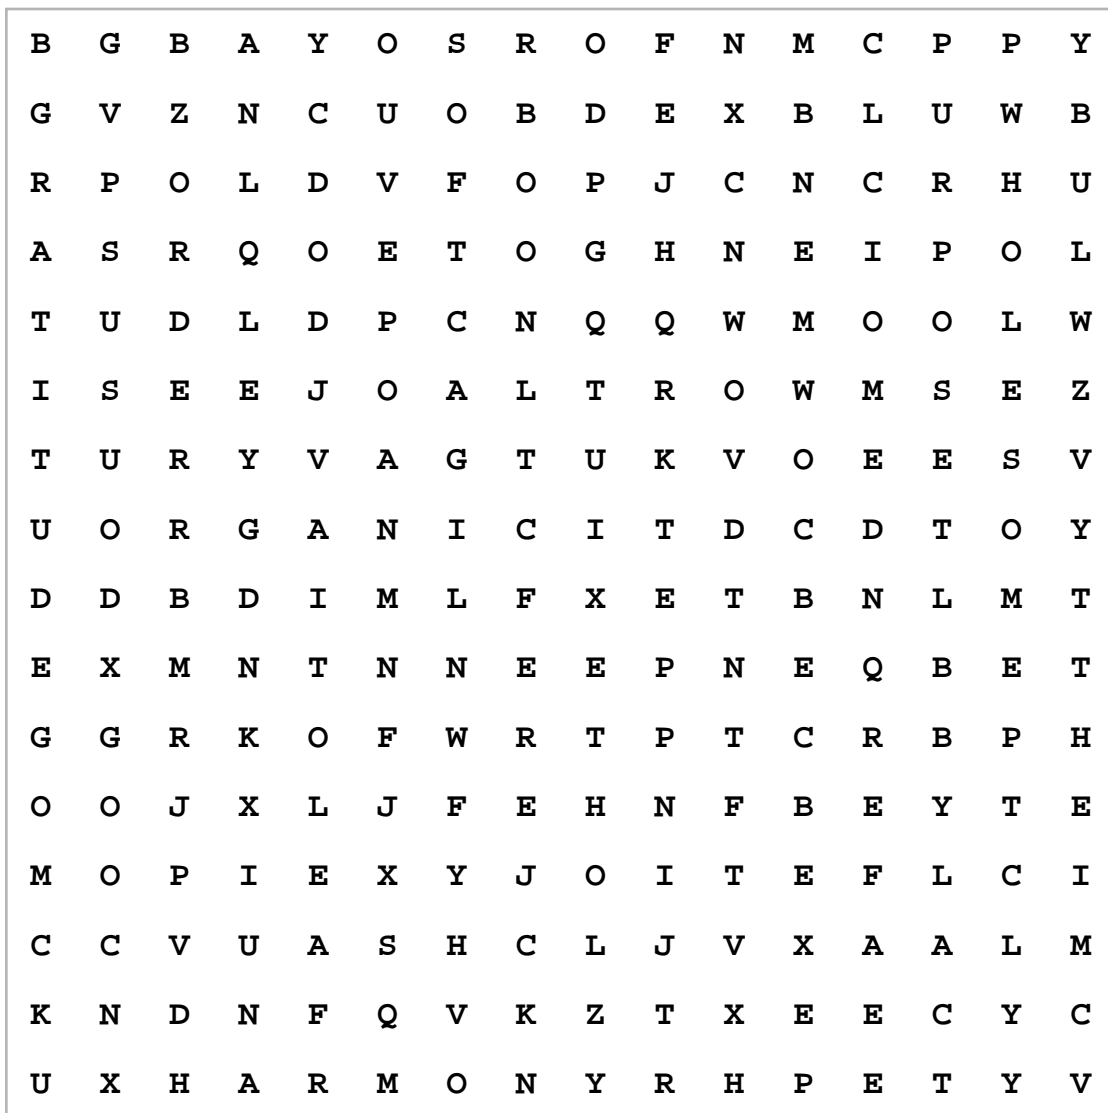 B G B A Y O S R O F N M C P P Y
G V Z N C U O B D E X B L U W B
R P O L D V F O P J C N C R H U
A S R Q O E T O G H N E I P O L
T U D L D P C N Q Q W M O O L W
I S E E J O A L T R O W M S E Z
T U R Y V A G T U K V O E E S V
U O R G A N I C I T D C D T O Y
D D B D I M L F X E T B N L M T
E X M N T N N E E P N E Q B E T
G G R K O F W R T P T C R B P H
O O J X L J F E H N F B E Y T E
M O P I E X Y J O I T E F L C I
C C V U A S H C L J V X A A L M
K N D N F Q V K Z T X E E C Y C
U X H A R M O N Y R H P E T Y V